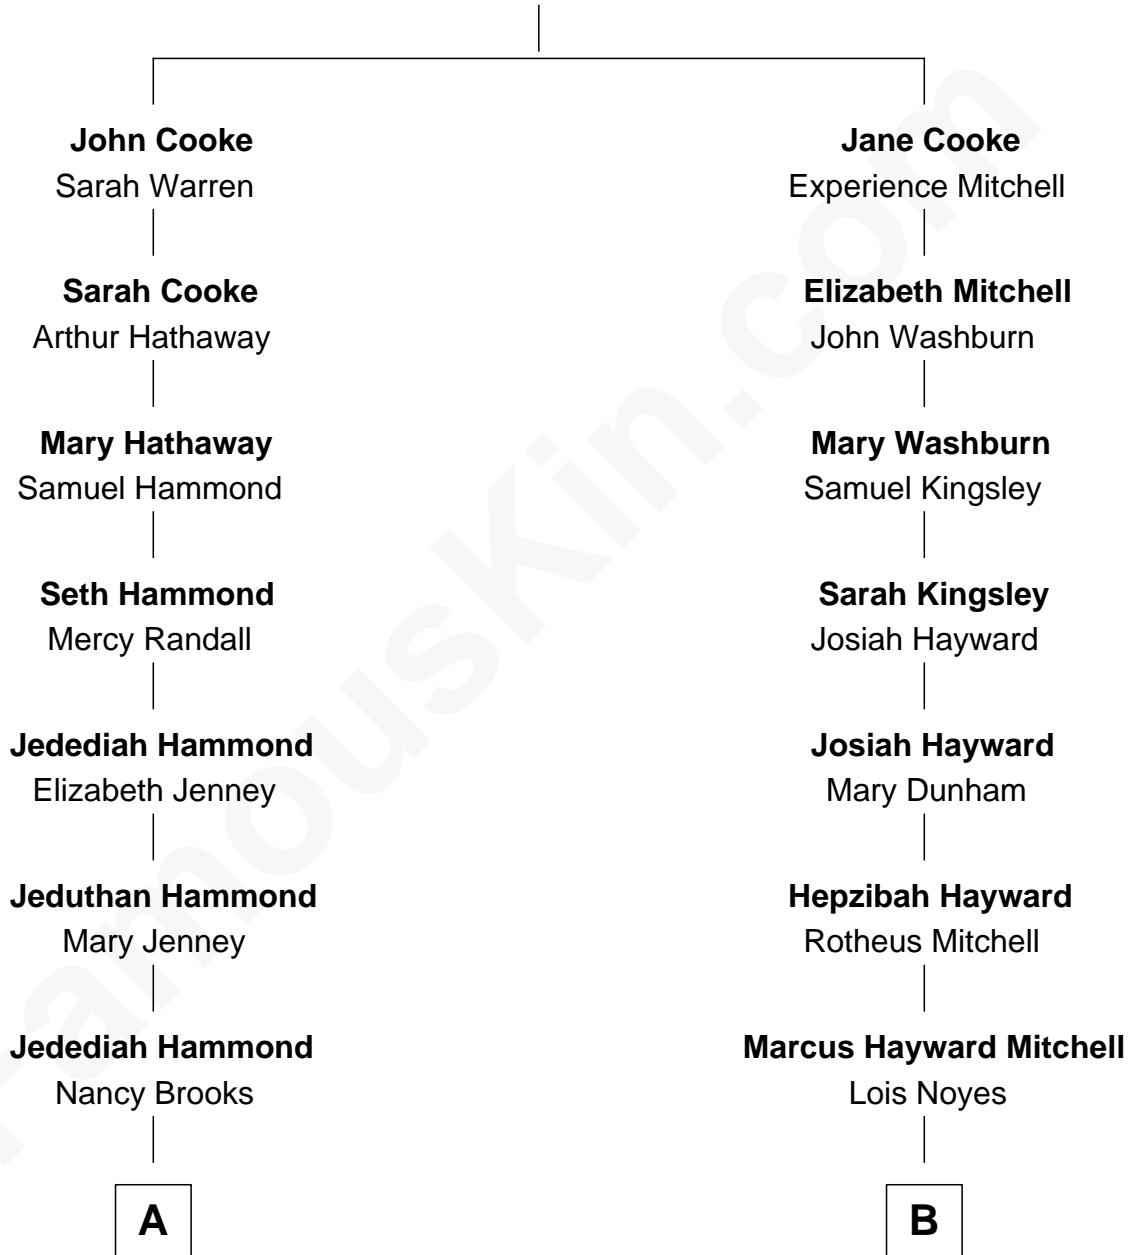 John Cooke
Sarah Warren
Jane Cooke
Experience Mitchell
Sarah Cooke
Arthur Hathaway
Elizabeth Mitchell
John Washburn
Mary Hathaway
Samuel Hammond
Mary Washburn
Samuel Kingsley
Seth Hammond
Mercy Randall
Sarah Kingsley
Josiah Hayward
Jedediah Hammond
Elizabeth Jenney
Josiah Hayward
Mary Dunham
Jeduthan Hammond
Mary Jenney
Hepzibah Hayward
Rotheus Mitchell
Jedediah Hammond
Nancy Brooks
Marcus Hayward Mitchell
Lois Noyes
A
B
FamousKin.com